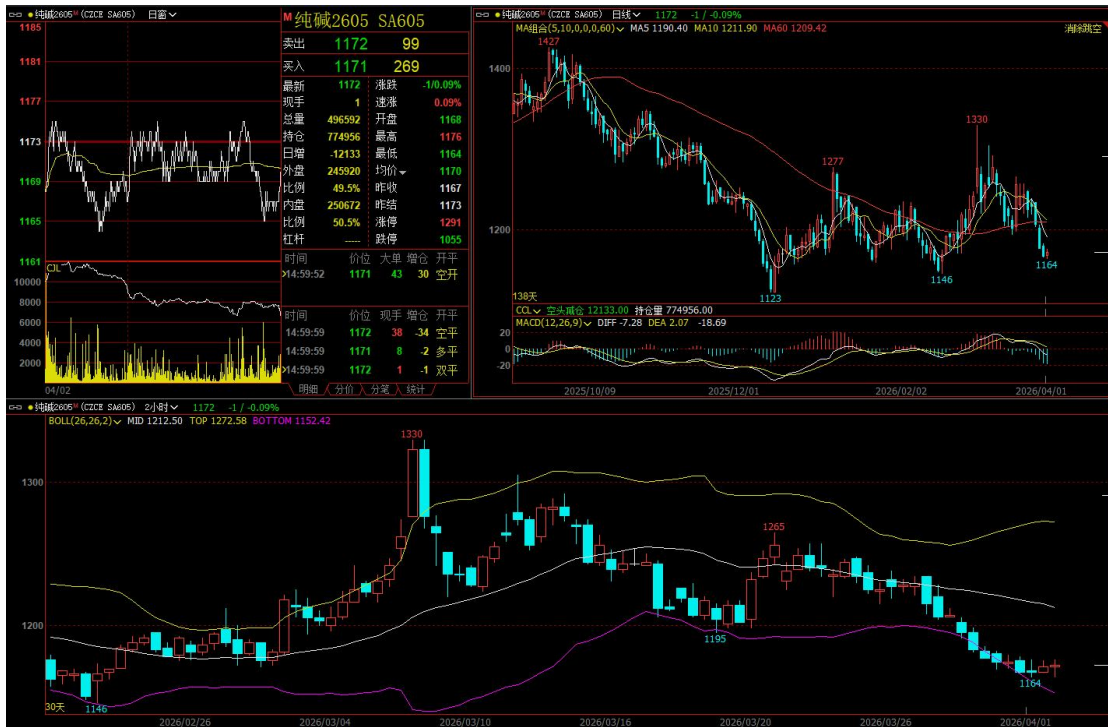 纯碱2605 M (CZCE SA605) 日窗
1185
1181
1177
1173
1169
1165
1161
CJL
10000
8000
6000
4000
2000
04/02
M 纯碱2605 SA605
卖出 1172 99
买入 1171 269
最新 1172 涨跌 -1/0.09%
现手 1 速涨 0.09%
总量 496592 开盘 1168
持仓 774956 最高 1176
日增 -12133 最低 1164
外盘 245920 均价 1170
比例 49.5% 昨收 1167
内盘 250672 昨结 1173
比例 50.5% 涨停 1291
杠杆 ----- 跌停 1055
时间 价位 大单 增仓 开平
14:59:52 1171 43 30 空开
时间 价位 现手 增仓 开平
14:59:59 1172 38 -34 空平
14:59:59 1171 8 -2 多平
14:59:59 1172 1 -1 双平
明细 分价 分笔 统计
纯碱2605 M (CZCE SA605) 日线 1172 -1 / -0.09%
MA组合(5,10,0,0,0,60) MA5 1190.40 MA10 1211.90 MA60 1209.42 消除跳空
1427
1400
1330
1277
1200
1164
1146
1123
138天
CCL 空头减仓 12133.00 持仓量 774956.00
MACD(12,26,9) DIFF -7.28 DEA 2.07 -18.69
20
0
-20
2025/10/09 2025/12/01 2026/02/02 2026/04/01
纯碱2605 M (CZCE SA605) 2小时 1172 -1 / -0.09%
BOLL(26,26,2) MID 1212.50 TOP 1272.58 BOTTOM 1152.42
1330
1300
1265
1200
1195
1164
1146
30天
2026/02/26 2026/03/04 2026/03/10 2026/03/16 2026/03/20 2026/03/26 2026/04/01